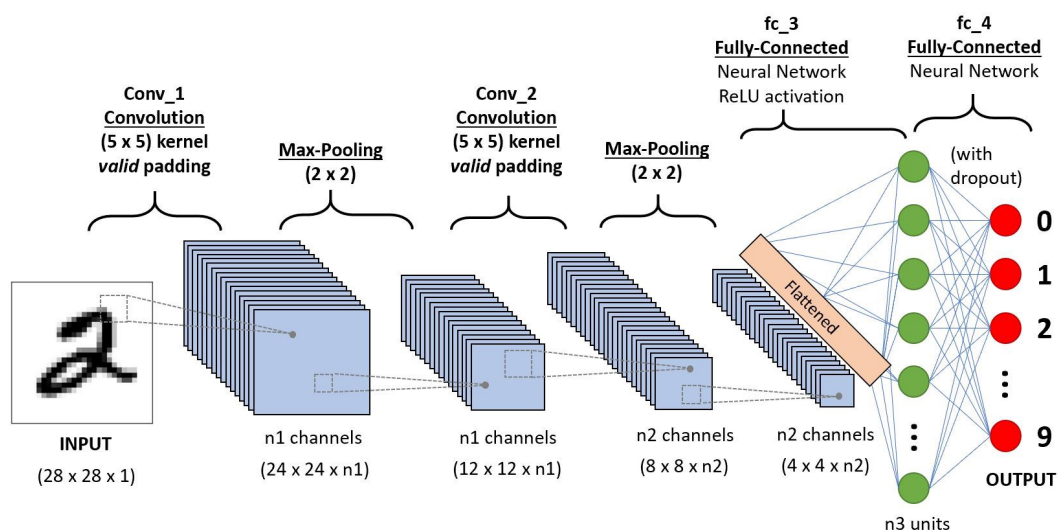 Conv_1
Convolution
(5 x 5) kernel
valid padding
Max-Pooling
(2 x 2)
Conv_2
Convolution
(5 x 5) kernel
valid padding
Max-Pooling
(2 x 2)
fc_3
Fully-Connected
Neural Network
ReLU activation
fc_4
Fully-Connected
Neural Network
(with
dropout)
2
INPUT
(28 x 28 x 1)
n1 channels
(24 x 24 x n1)
n1 channels
(12 x 12 x n1)
n2 channels
(8 x 8 x n2)
n2 channels
(4 x 4 x n2)
Flattened
n3 units
0
1
2
9
OUTPUT